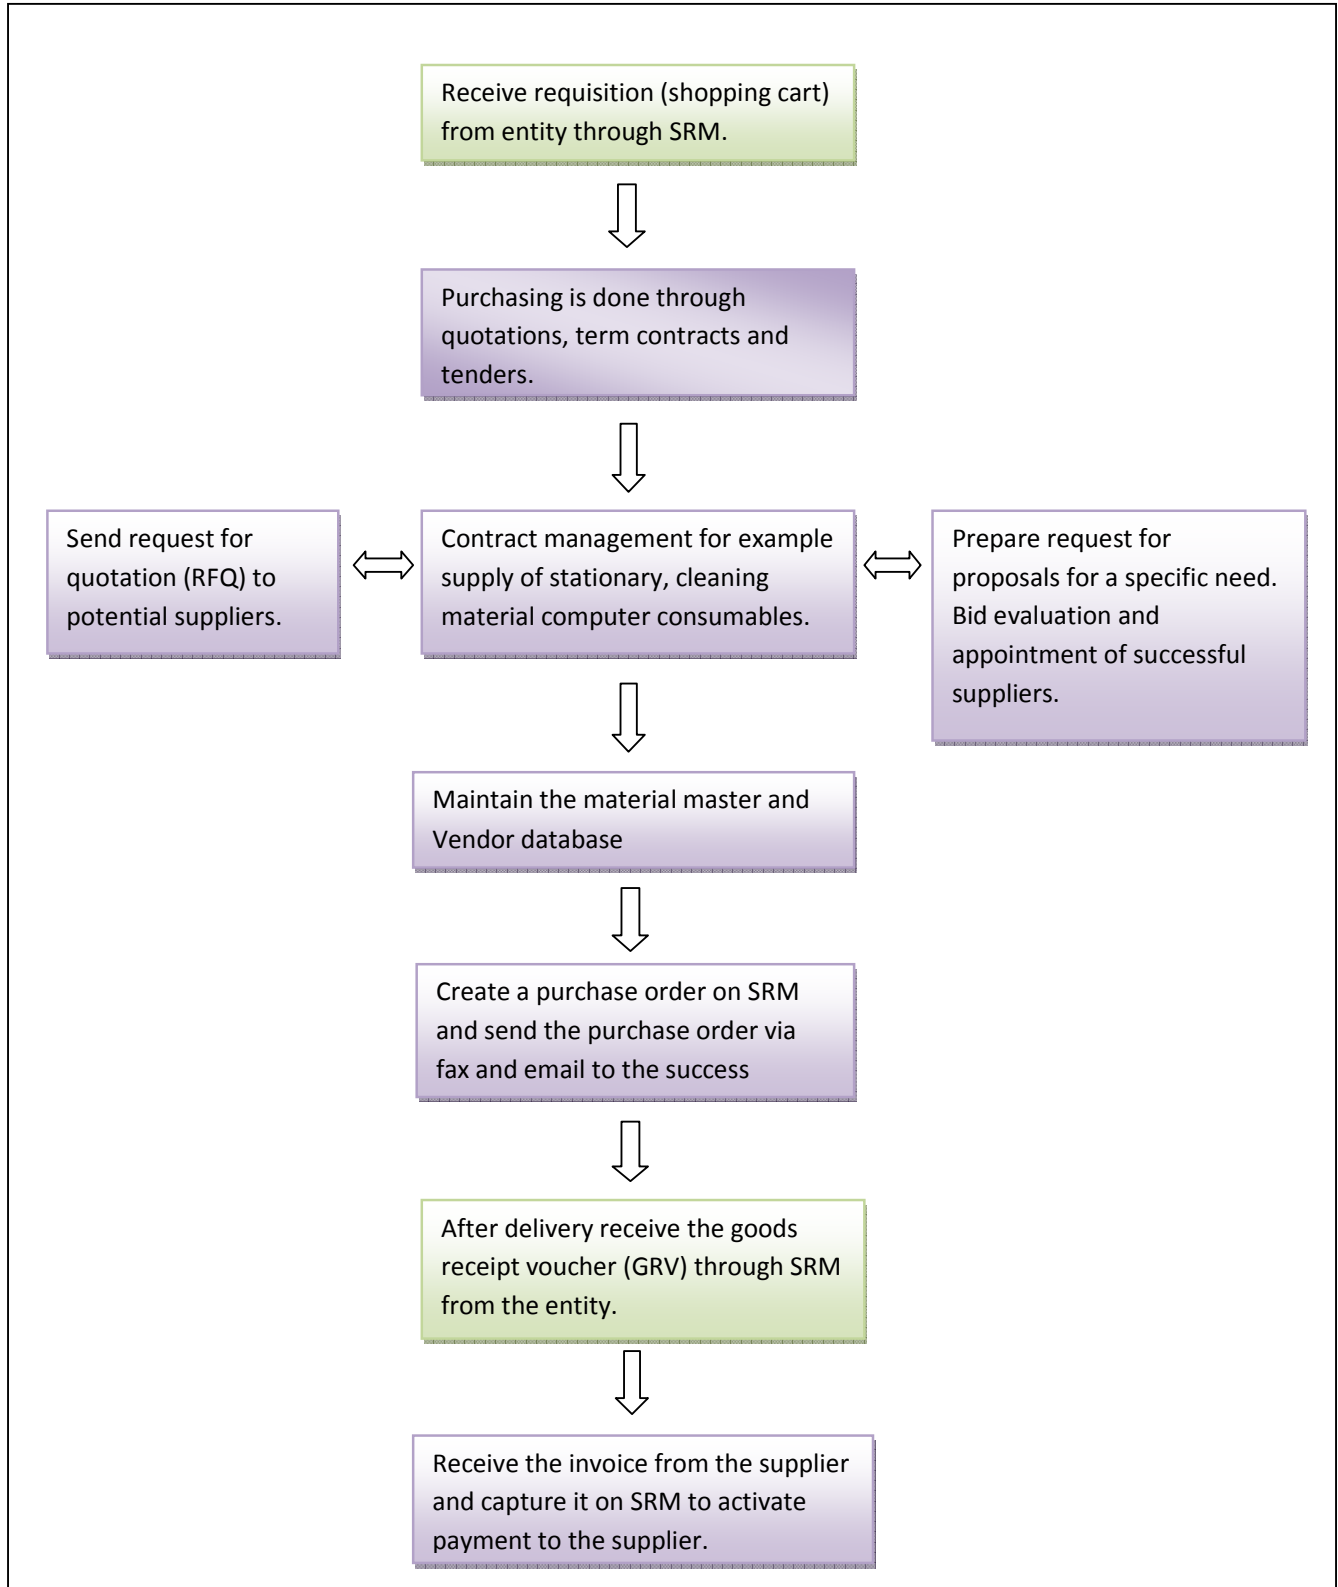 Receive requisition (shopping cart)
from entity through SRM.
Purchasing is done through
quotations, term contracts and
tenders.
Send request for
quotation (RFQ) to
potential suppliers.
Contract management for example
supply of stationary, cleaning
material computer consumables.
Prepare request for
proposals for a specific need.
Bid evaluation and
appointment of successful
suppliers.
Maintain the material master and
Vendor database
Create a purchase order on SRM
and send the purchase order via
fax and email to the success
After delivery receive the goods
receipt voucher (GRV) through SRM
from the entity.
Receive the invoice from the supplier
and capture it on SRM to activate
payment to the supplier.